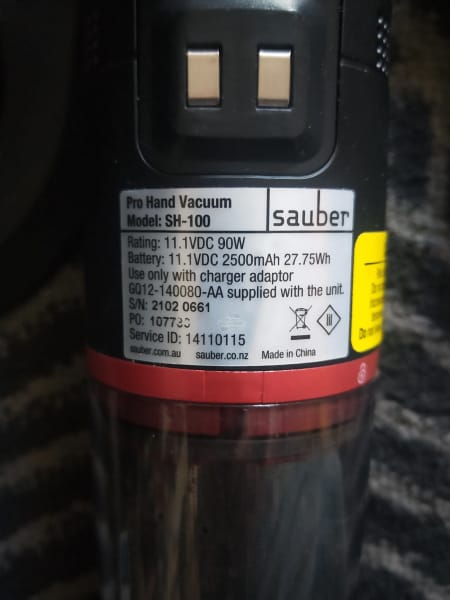 Pro Hand Vacuum
Model: SH-100
sauber
Rating: 11.1VDC 90W
Battery: 11.1VDC 2500mAh 27.75Wh
Use only with charger adaptor
GQ12-140080-AA supplied with the unit.
S/N: 2102 0661
PO:
Service ID: 14110115
sauber.com.au sauber.co.nz Made in China
III